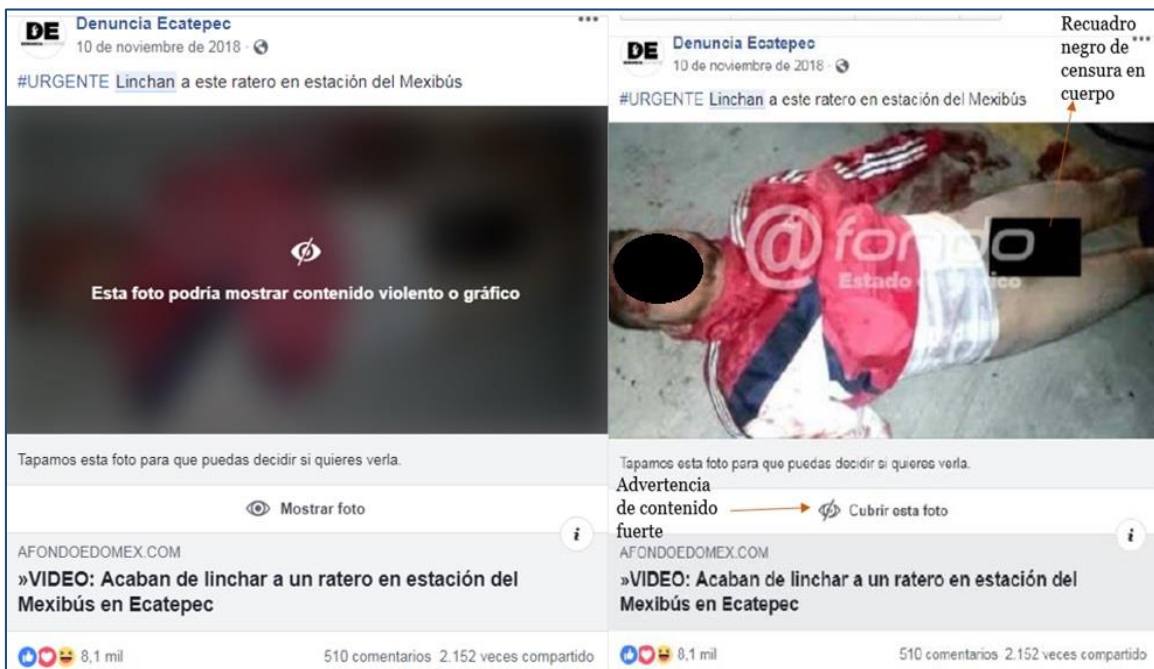 DE
Denuncia Ecatepec
10 de noviembre de 2018
#URGENTE Linchan a este ratero en estación del Mexibús
Esta foto podría mostrar contenido violento o gráfico
Tapamos esta foto para que puedas decidir si quieres verla.
Mostrar foto
i
AFONDOEDOMEX.COM
»VIDEO: Acaban de linchar a un ratero en estación del
Mexibús en Ecatepec
8,1 mil
510 comentarios 2.152 veces compartido
DE
Denuncia Ecatepec
10 de noviembre de 2018
#URGENTE Linchan a este ratero en estación del Mexibús
Recuadro
negro de
censura en
cuerpo
@fondo
Estado de México
Tapamos esta foto para que puedas decidir si quieres verla.
Advertencia
de contenido
fuerte
Cubrir esta foto
i
AFONDOEDOMEX.COM
»VIDEO: Acaban de linchar a un ratero en estación del
Mexibús en Ecatepec
8,1 mil
510 comentarios 2.152 veces compartido